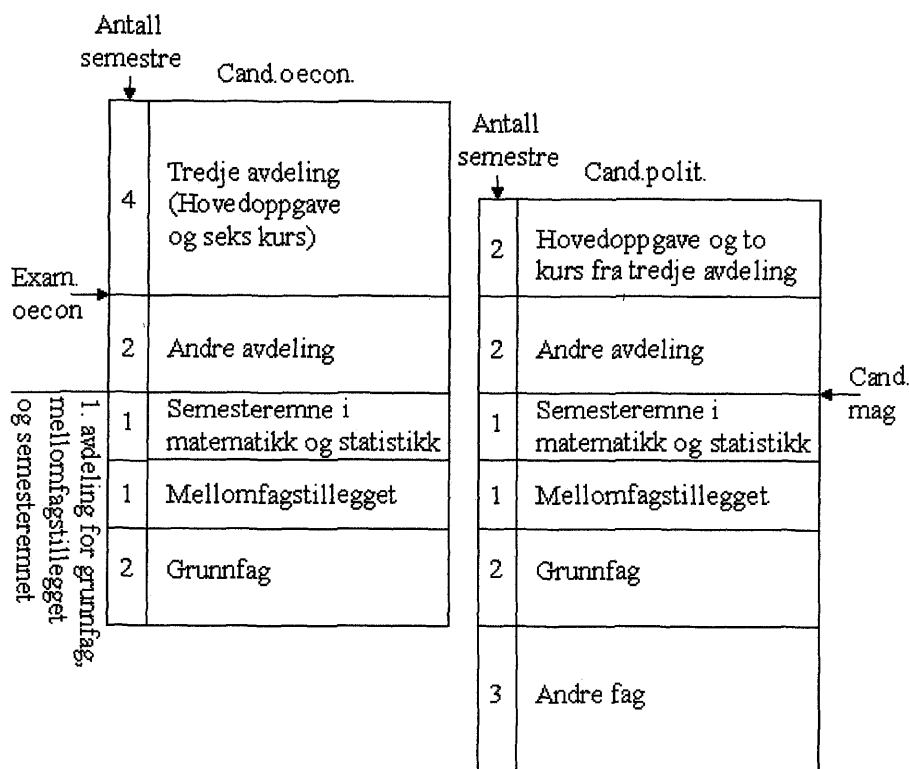 Antall
semestre
Cand.oecon.
4
Tredje avdeling
(Hovedoppgave
og seks kurs)
Exam.
oecon
2
Andre avdeling
1
Semesteremne i
matematikk og statistikk
1
Mellomfagstillegget
2
Grunnfag
1. avdeling for grunnfag,
mellomfagstillegget
og semesteremnet
Antall
semestre
Cand.polit.
2
Hovedoppgave og to
kurs fra tredje avdeling
2
Andre avdeling
Cand.
mag
1
Semesteremne i
matematikk og statistikk
1
Mellomfagstillegget
2
Grunnfag
3
Andre fag